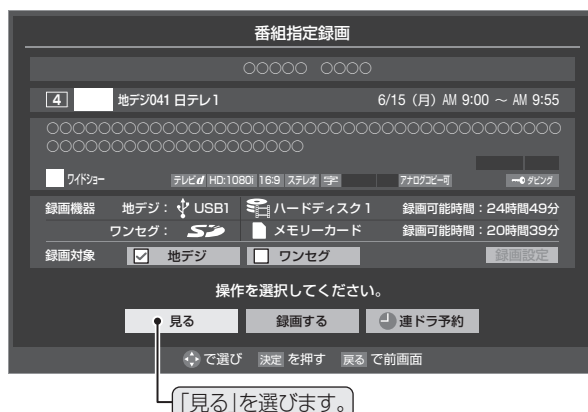 番組指定録画
○○○○○ ○○○○
4 地デジ041 日テレ1 6/15（月）AM 9:00 ～ AM 9:55
○○○○○○○○○○○○○○○○○○○○○○○○○○○○○○○○○○○○○○○○
○○○○○○○○○○○○○○○○○○○○
ワイドショー テレビd HD:1080i 16:9 ステレオ 字 アナログコピー可 ダビング
録画機器 地デジ： USB1 ハードディスク1 録画可能時間：24時間49分
ワンセグ： SD メモリーカード 録画可能時間：20時間39分
録画対象 地デジ ワンセグ 録画設定
操作を選択してください。
見る 録画する 連ドラ予約
で選び 決定 を押す 戻る で前画面
「見る」を選びます。